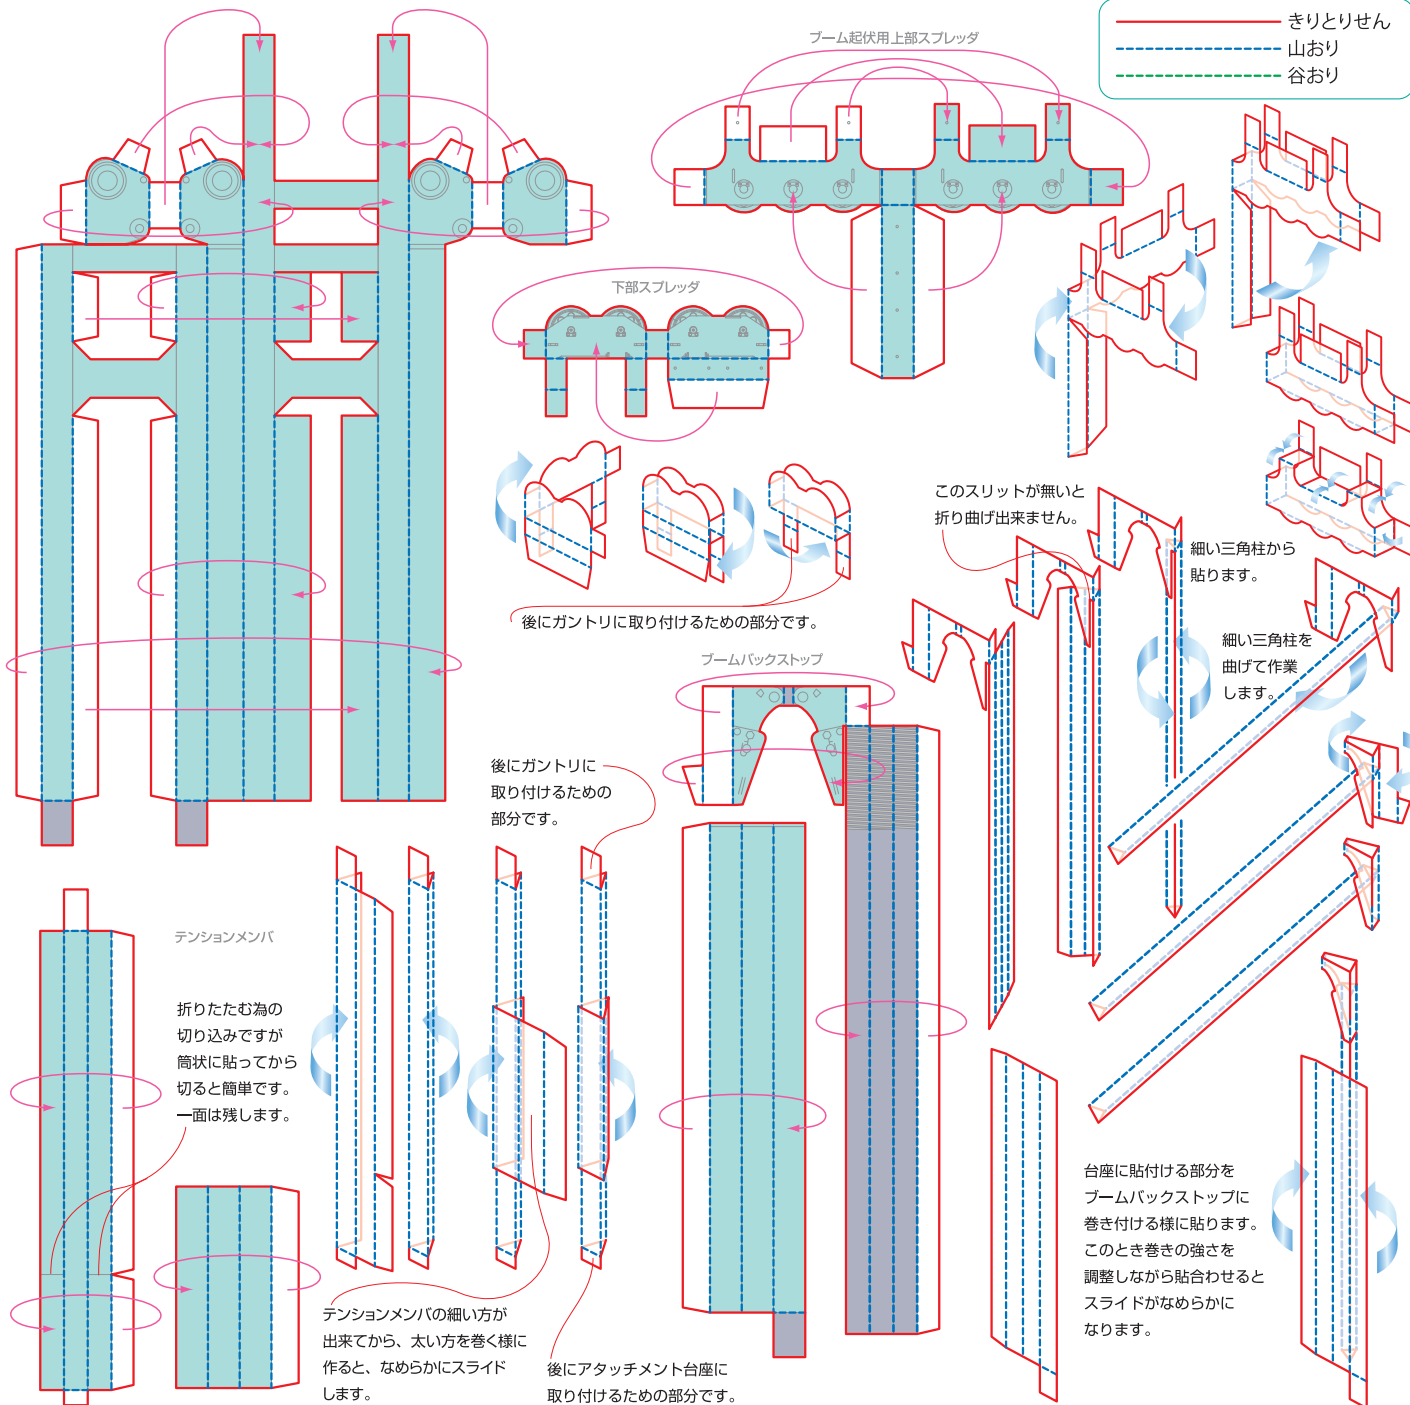 きりとりせん
山おり
谷おり
ブーム起伏用上部スプレッダ
下部スプレッダ
このスリットが無いと
折り曲げ出来ません。
細い三角柱から
貼ります。
後にガントリに取り付けるための部分です。
細い三角柱を
曲げて作業
します。
ブームバックストップ
後にガントリに
取り付けるための
部分です。
テンションメンバ
折りたたむ為の
切り込みですが
筒状に貼ってから
切ると簡単です。
一面は残します。
台座に貼付ける部分を
ブームバックストップに
巻き付ける様に貼ります。
このとき巻きの強さを
調整しながら貼合わせると
スライドがなめらかに
なります。
テンションメンバの細い方が
出来てから、太い方を巻く様に
作ると、なめらかにスライド
します。
後にアタッチメント台座に
取り付けるための部分です。